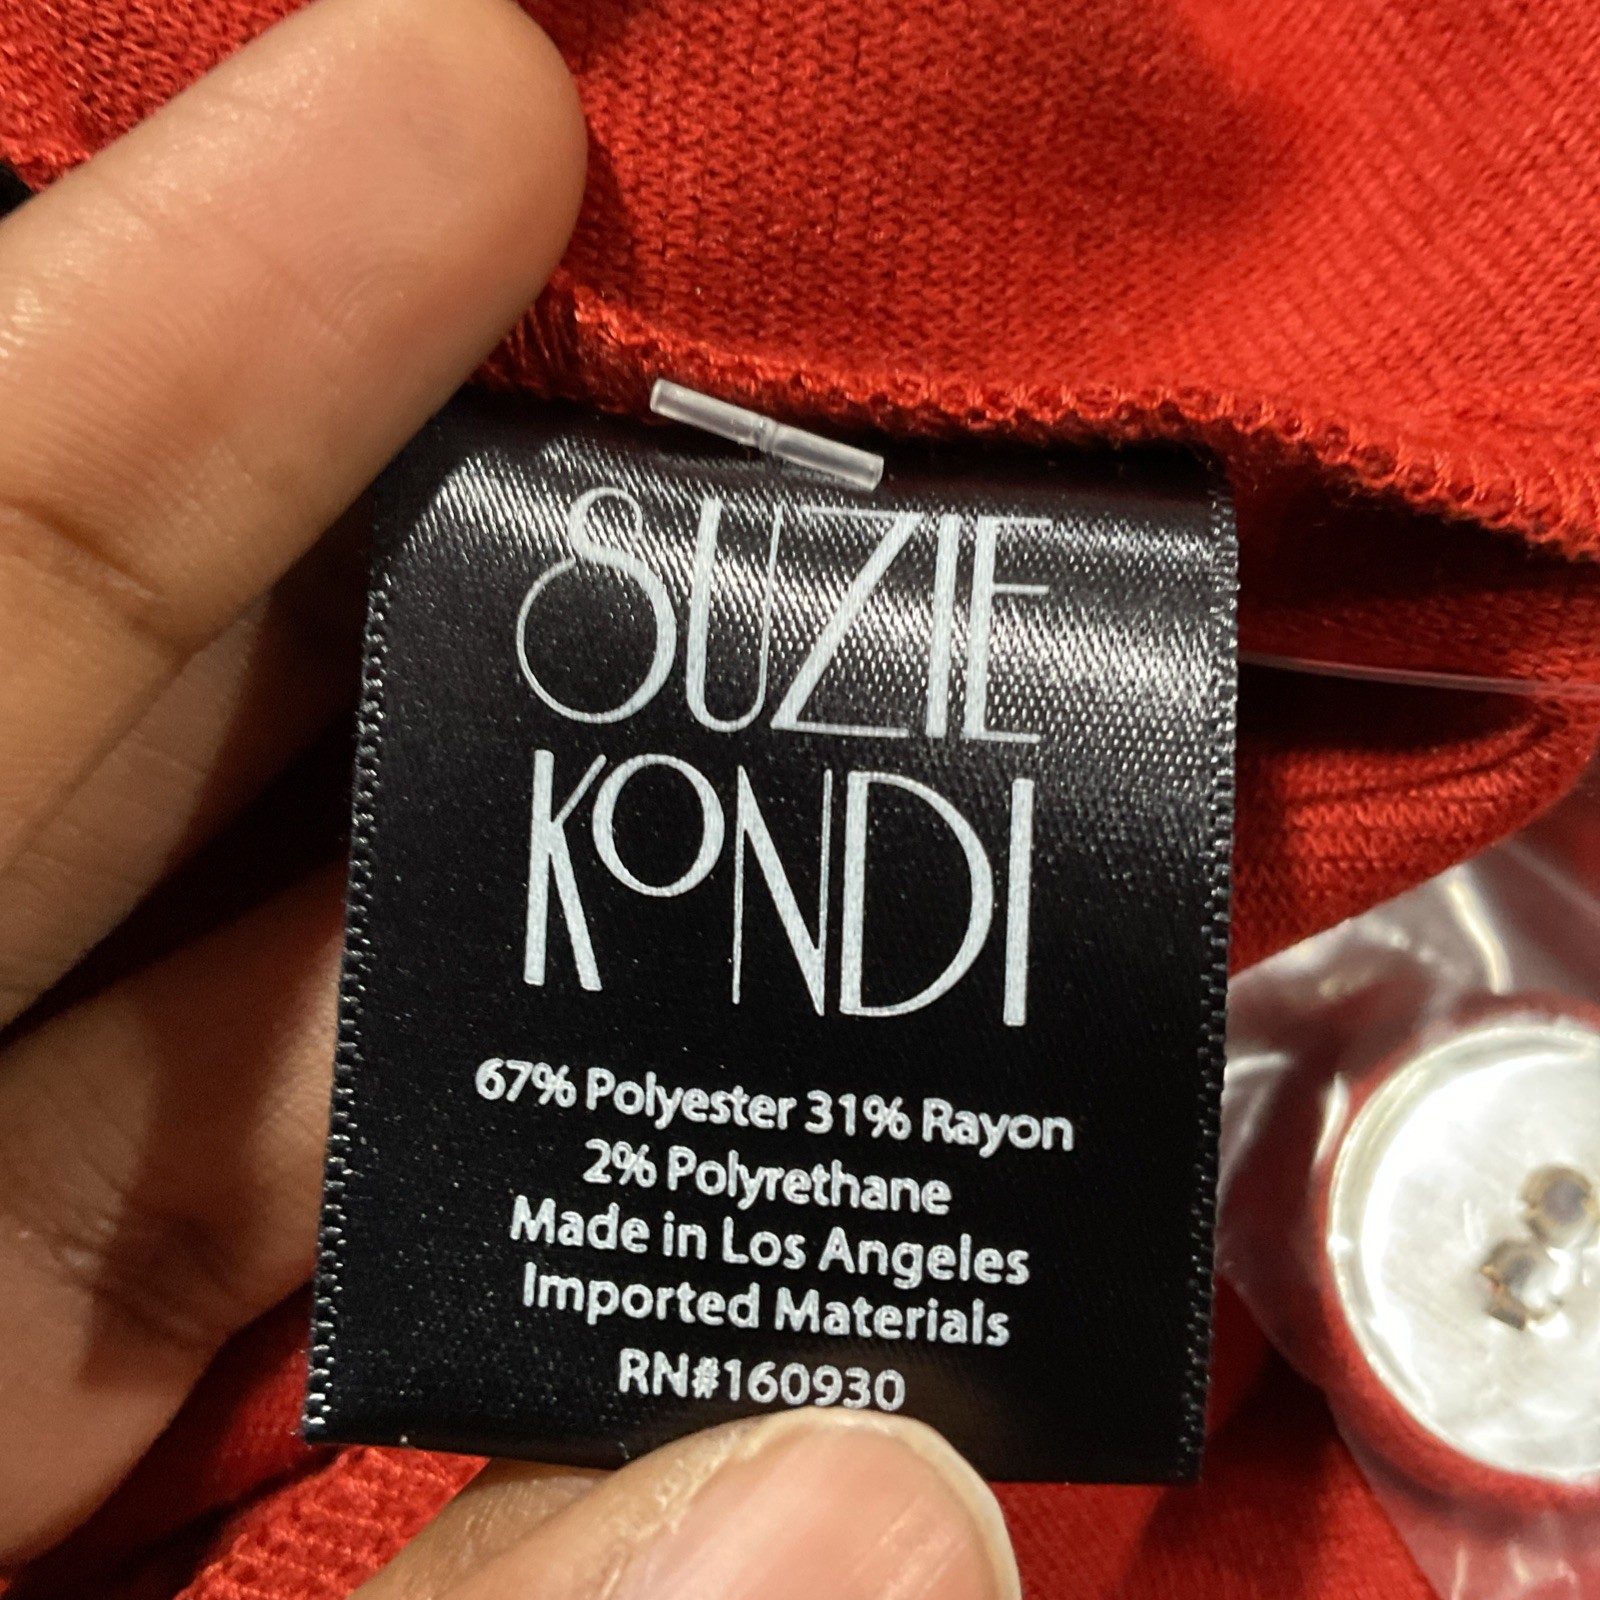 SUZIE
KONDI
67% Polyester 31% Rayon
2% Polyrethane
Made in Los Angeles
Imported Materials
RN#160930